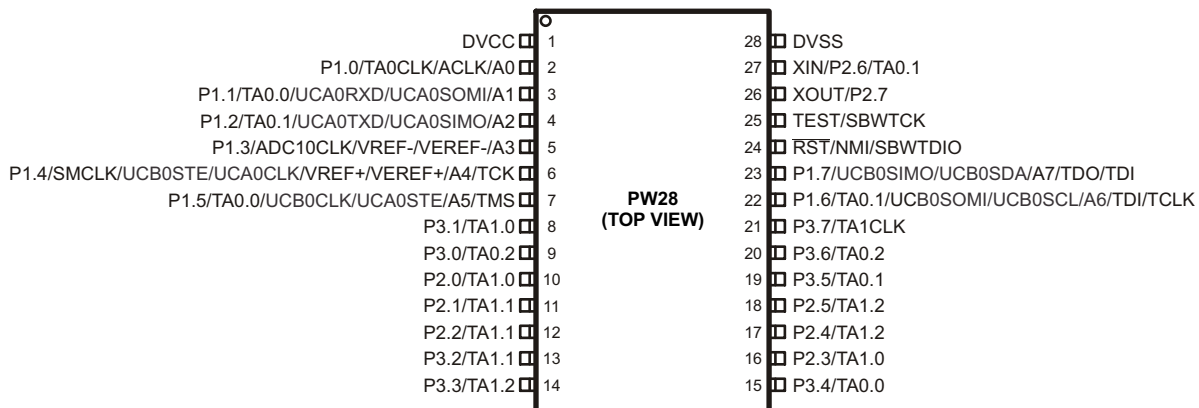 DVCC 1 28 DVSS
P1.0/TA0CLK/ACLK/A0 2 27 XIN/P2.6/TA0.1
P1.1/TA0.0/UCA0RXD/UCA0SOMI/A1 3 26 XOUT/P2.7
P1.2/TA0.1/UCA0TXD/UCA0SIMO/A2 4 25 TEST/SBWTCK
P1.3/ADC10CLK/VREF-/VEREF-/A3 5 24 RST/NMI/SBWTDIO
P1.4/SMCLK/UCB0STE/UCA0CLK/VREF+/VEREF+/A4/TCK 6 23 P1.7/UCB0SIMO/UCB0SDA/A7/TDO/TDI
PW28
P1.5/TA0.0/UCB0CLK/UCA0STE/A5/TMS 7 22 P1.6/TA0.1/UCB0SOMI/UCB0SCL/A6/TDI/TCLK
(TOP VIEW)
P3.1/TA1.0 8 21 P3.7/TA1CLK
P3.0/TA0.2 9 20 P3.6/TA0.2
P2.0/TA1.0 10 19 P3.5/TA0.1
P2.1/TA1.1 11 18 P2.5/TA1.2
P2.2/TA1.1 12 17 P2.4/TA1.2
P3.2/TA1.1 13 16 P2.3/TA1.0
P3.3/TA1.2 14 15 P3.4/TA0.0